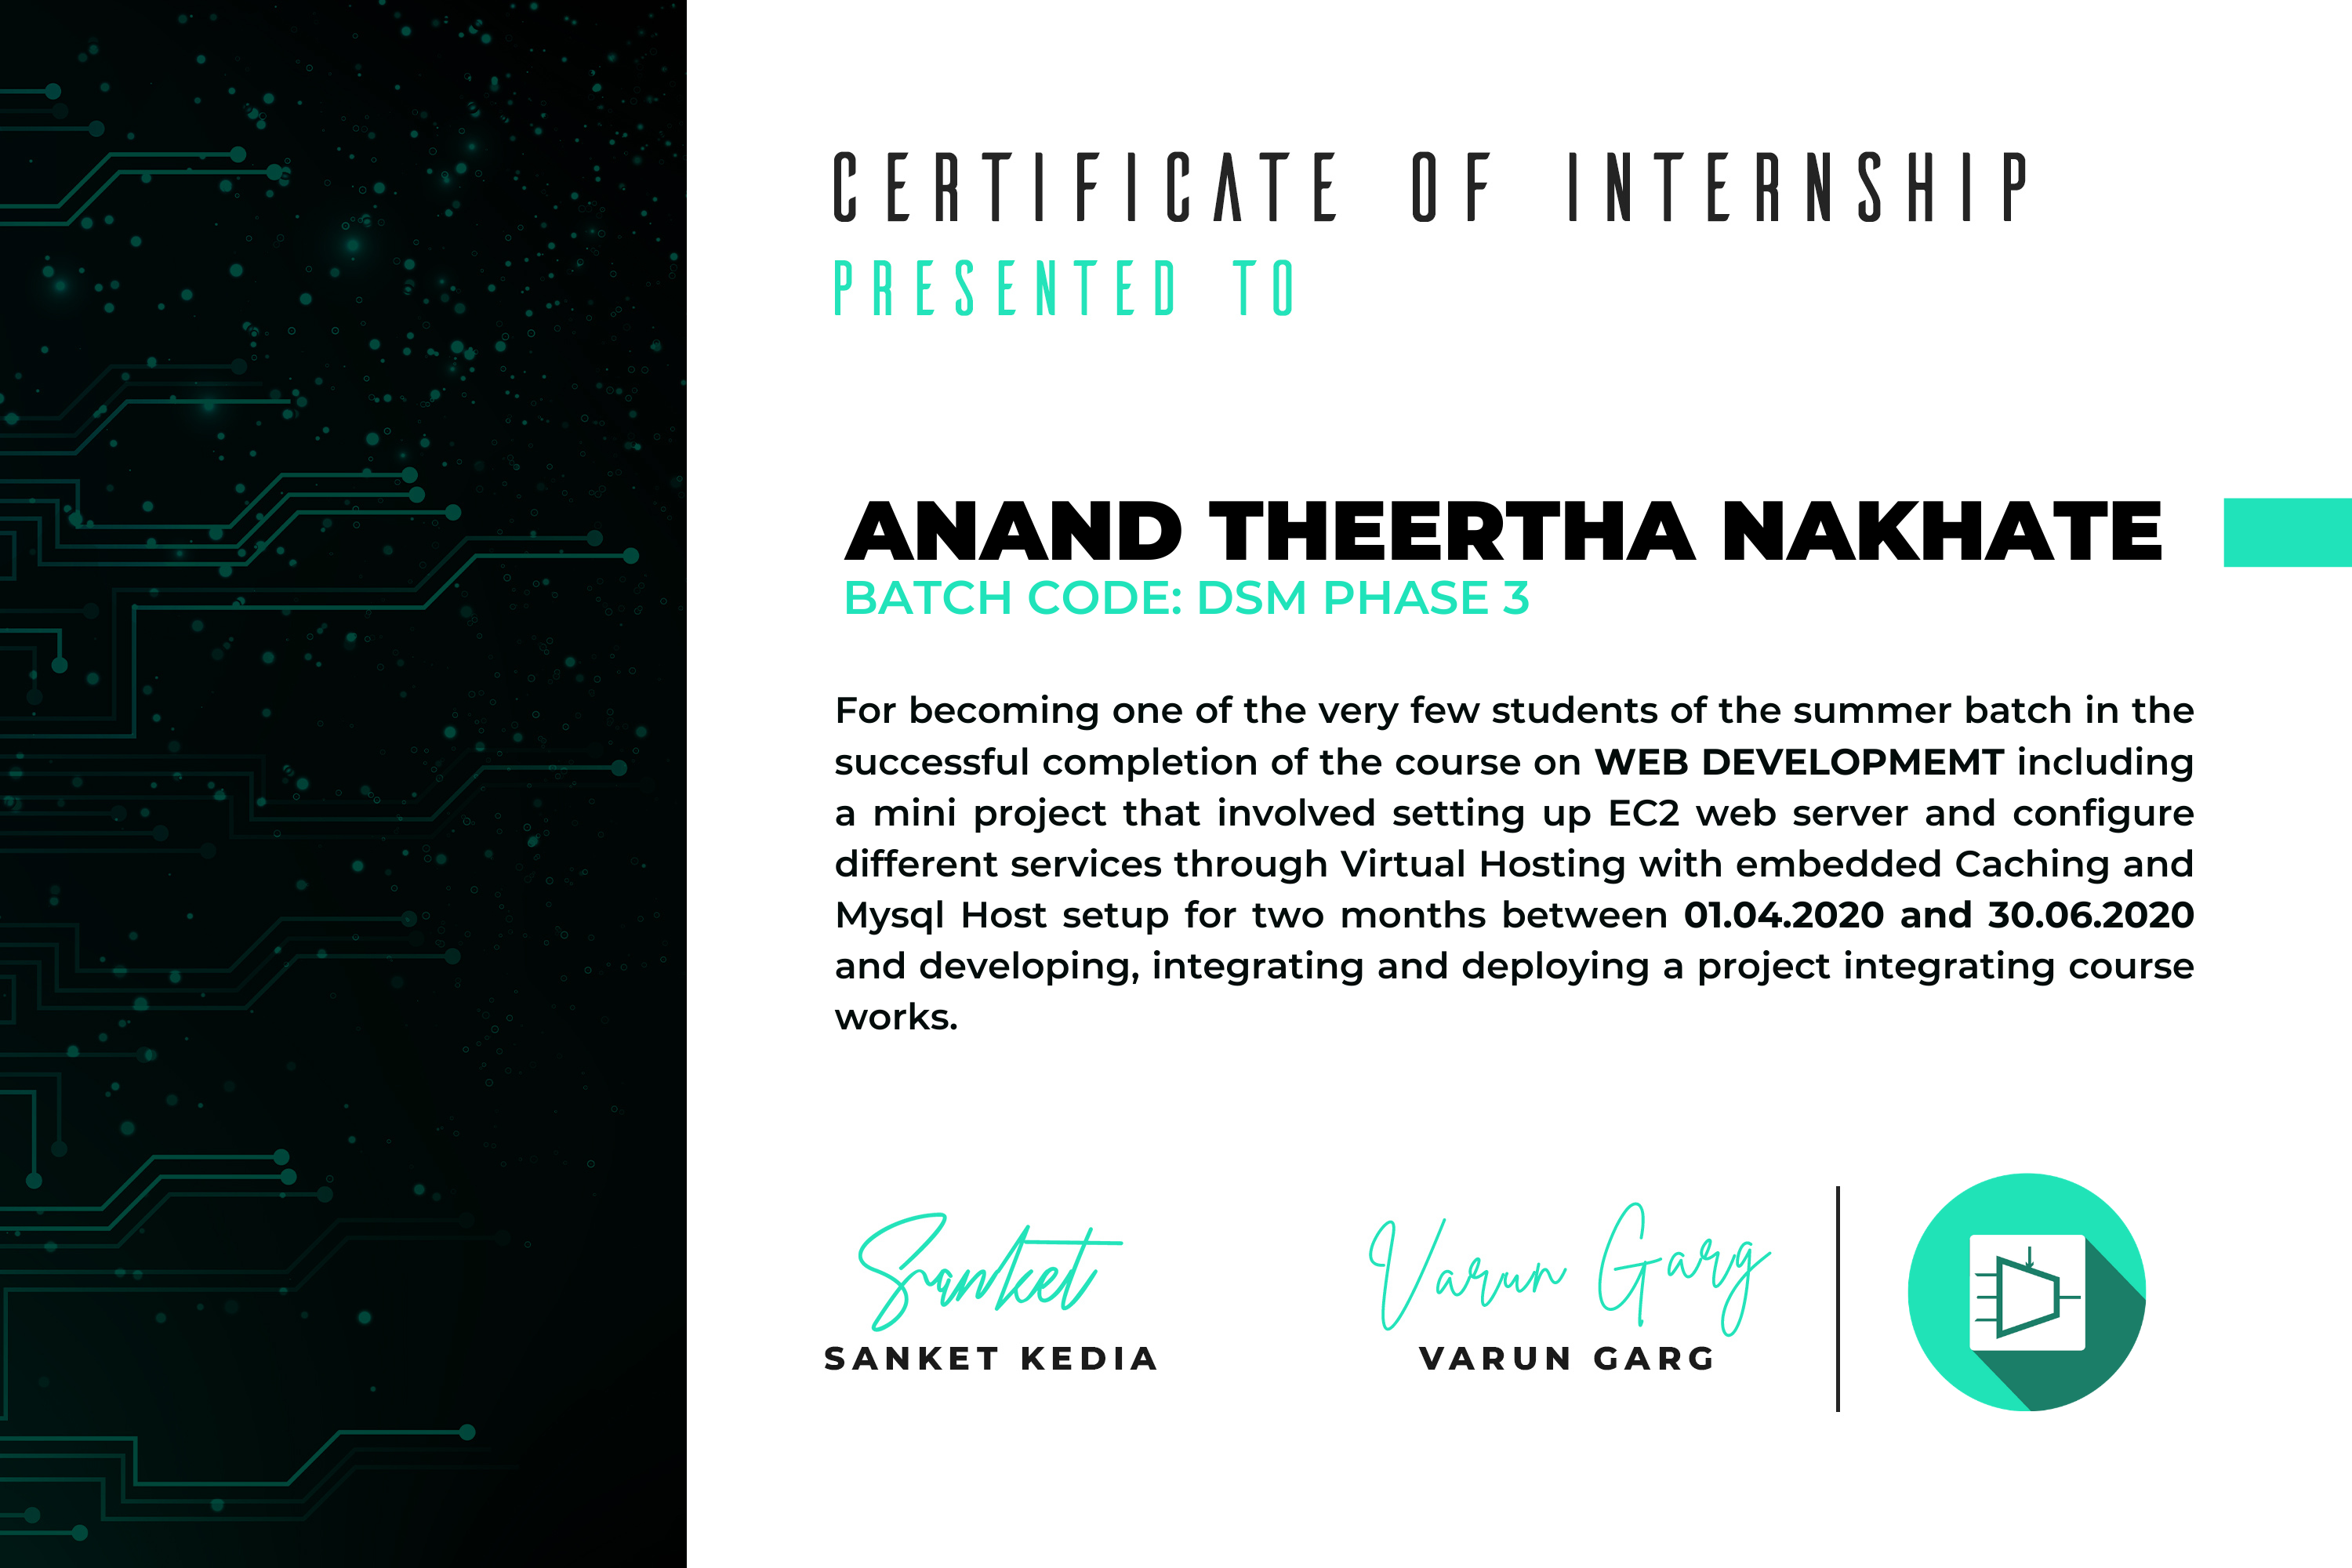 CERTIFICATE OF INTERNSHIP
PRESENTED TO
ANAND THEERTHA NAKHATE
BATCH CODE: DSM PHASE 3
For becoming one of the very few students of the summer batch in the
successful completion of the course on WEB DEVELOPMEMT including
a mini project that involved setting up EC2 web server and configure
different services through Virtual Hosting with embedded Caching and
Mysql Host setup for two months between 01.04.2020 and 30.06.2020
and developing, integrating and deploying a project integrating course
works.
Sanket Varun Garg
SANKET KEDIA VARUN GARG